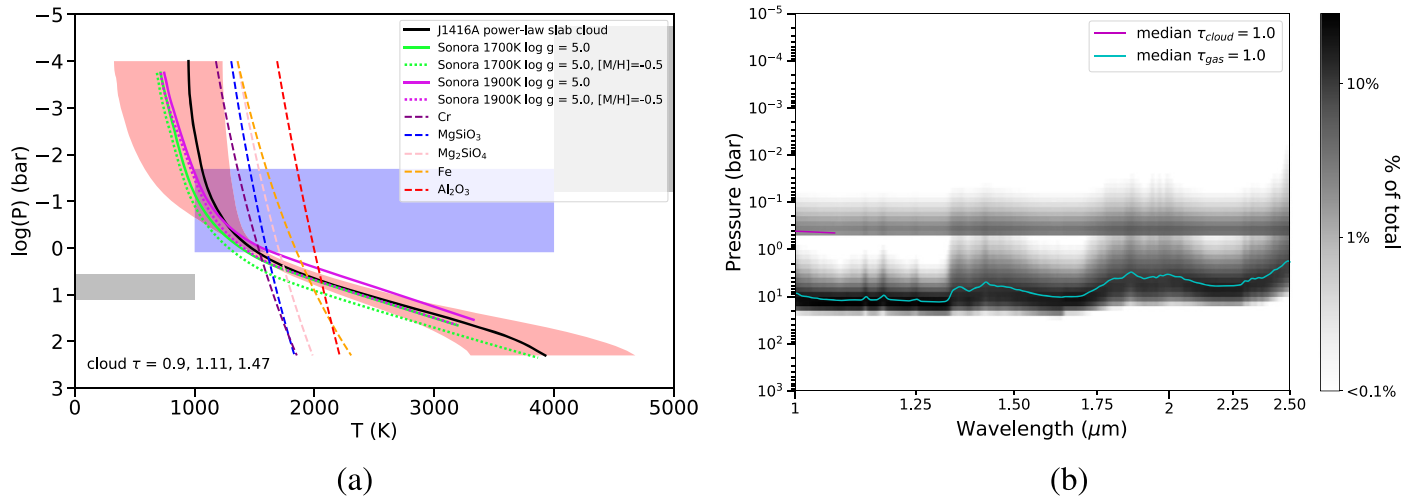 J1416A power-law slab cloud
Sonora 1700K log g = 5.0
Sonora 1700K log g = 5.0, [M/H]=-0.5
Sonora 1900K log g = 5.0
Sonora 1900K log g = 5.0, [M/H]=-0.5
Cr
MgSiO₃
Mg₂SiO₄
Fe
Al₂O₃
−5
−4
−3
−2
−1
0
1
2
3
log(P) (bar)
cloud τ = 0.9, 1.11, 1.47
0 1000 2000 3000 4000 5000
T (K)
(a)
median τcloud = 1.0
median τgas = 1.0
10⁻⁵
10⁻⁴
10⁻³
10⁻²
10⁻¹
10⁰
10¹
10²
10³
Pressure (bar)
1 1.25 1.50 1.75 2 2.25 2.50
Wavelength (μm)
10%
1%
<0.1%
% of total
(b)